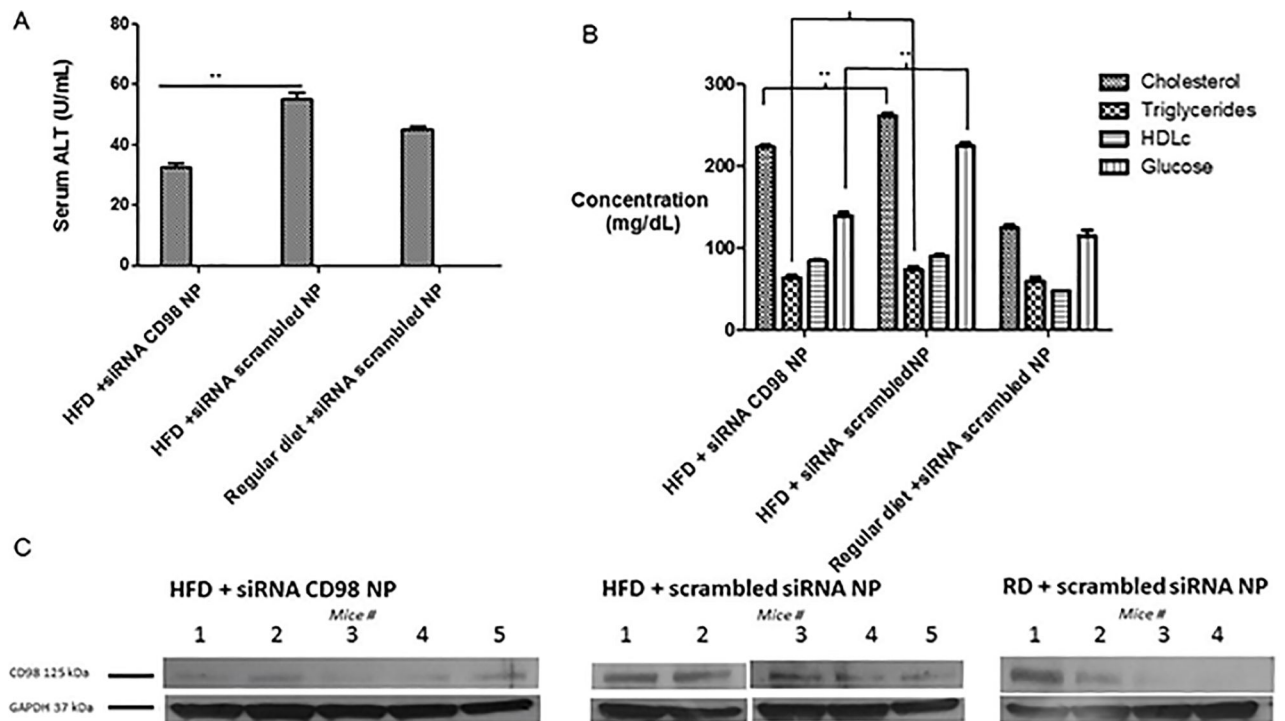 A
Serum ALT (U/mL)
80
60
40
20
0
**
HFD +siRNA CD98 NP
HFD +siRNA scrambled NP
Regular diet +siRNA scrambled NP
B
Concentration
(mg/dL)
300
200
100
0
**
**
Cholesterol
Triglycerides
HDLc
Glucose
HFD + siRNA CD98 NP
HFD + siRNA scrambledNP
Regular diet +siRNA scrambled NP
C
HFD + siRNA CD98 NP
Mice #
1 2 3 4 5
HFD + scrambled siRNA NP
Mice #
1 2 3 4 5
RD + scrambled siRNA NP
Mice #
1 2 3 4
CD98 125 kDa
GAPDH 37 kDa